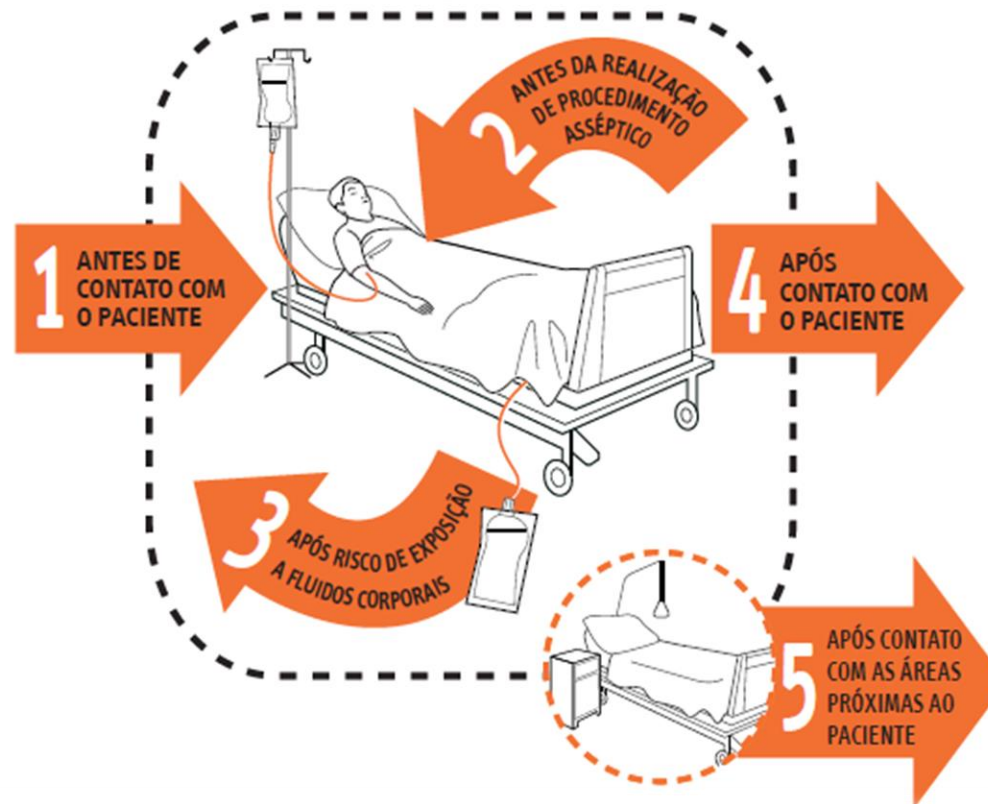 1
ANTES DE
CONTATO COM
O PACIENTE
2
ANTES DA REALIZAÇÃO
DE PROCEDIMENTO
ASSÉPTICO
3
APÓS RISCO DE EXPOSIÇÃO
A FLUIDOS CORPORAIS
4
APÓS
CONTATO COM
O PACIENTE
5
APÓS CONTATO
COM AS ÁREAS
PRÓXIMAS AO
PACIENTE